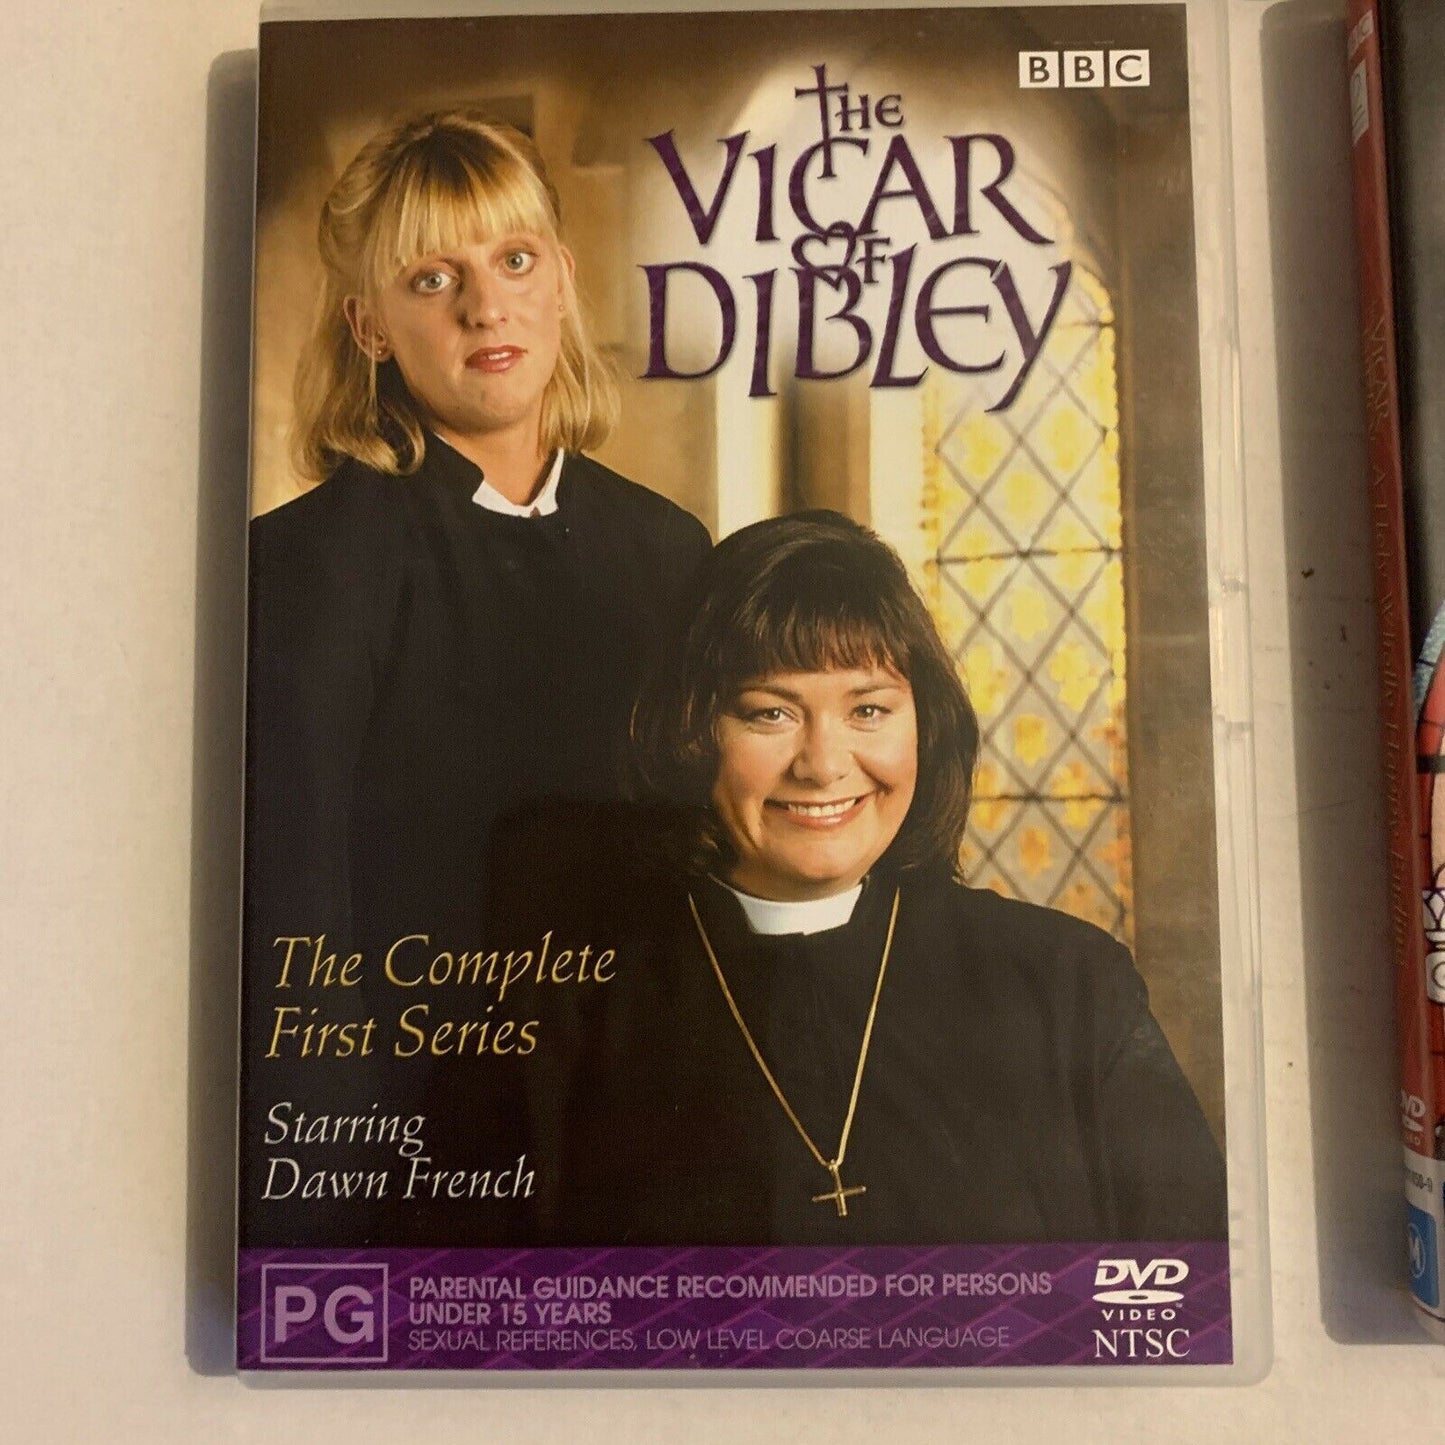 BBC
THE
VICAR
OF
DIBLEY
The Complete
First Series
Starring
Dawn French
PG
PARENTAL GUIDANCE RECOMMENDED FOR PERSONS
UNDER 15 YEARS
SEXUAL REFERENCES, LOW LEVEL COARSE LANGUAGE
DVD
VIDEO™
NTSC